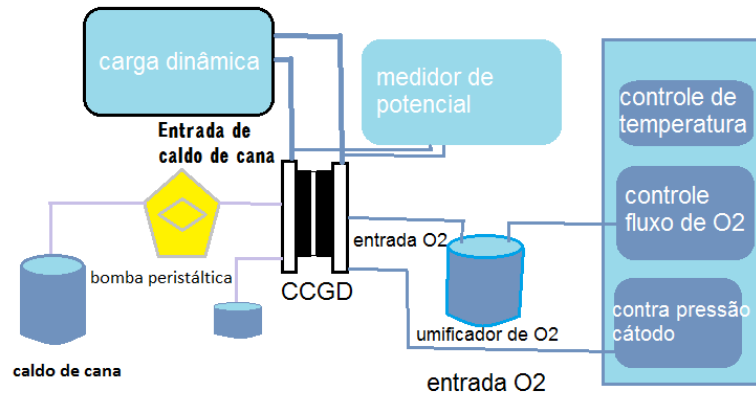 carga dinâmica
medidor de
potencial
controle de
temperatura
Entrada de
caldo de cana
controle
fluxo de O2
entrada O2
bomba peristáltica
CCGD
umificador de O2
contra pressão
cátodo
caldo de cana
entrada O2